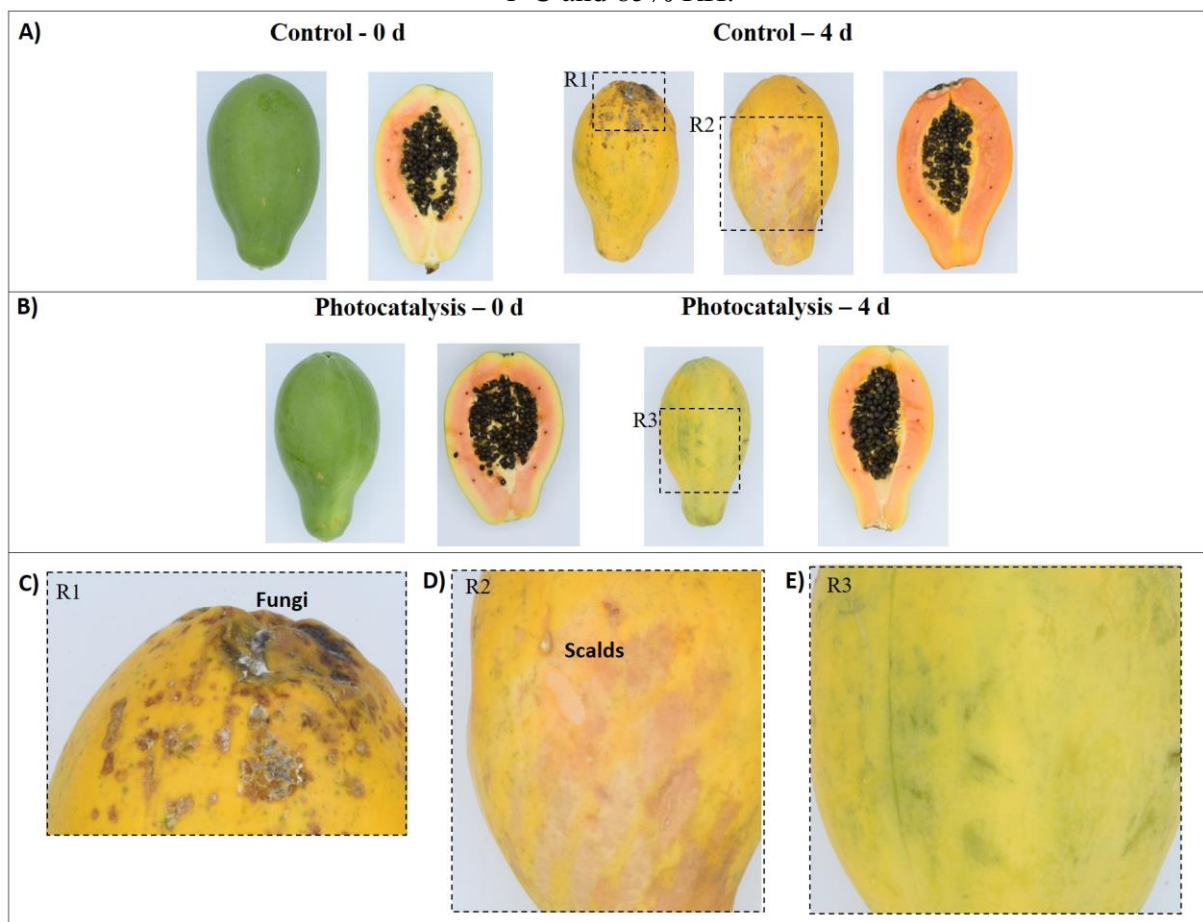 A)
Control - 0 d
Control – 4 d
R1
R2
B)
Photocatalysis – 0 d
Photocatalysis – 4 d
R3
C)
R1
Fungi
D)
R2
Scalds
E)
R3